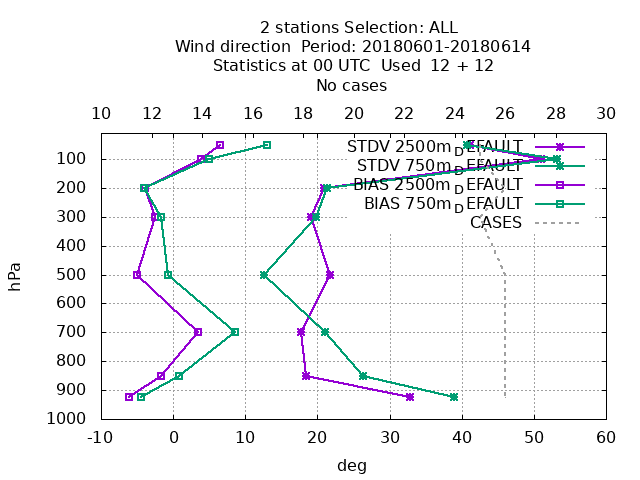 2 stations Selection: ALL
Wind direction  Period: 20180601-20180614
Statistics at 00 UTC  Used  12 + 12
No cases
10 12 14 16 18 20 22 24 26 28 30
STDV 2500m_DEFAULT
STDV 750m_DEFAULT
BIAS 2500m_DEFAULT
BIAS 750m_DEFAULT
CASES
100
200
300
400
500
600
700
800
900
1000
hPa
-10 0 10 20 30 40 50 60
deg